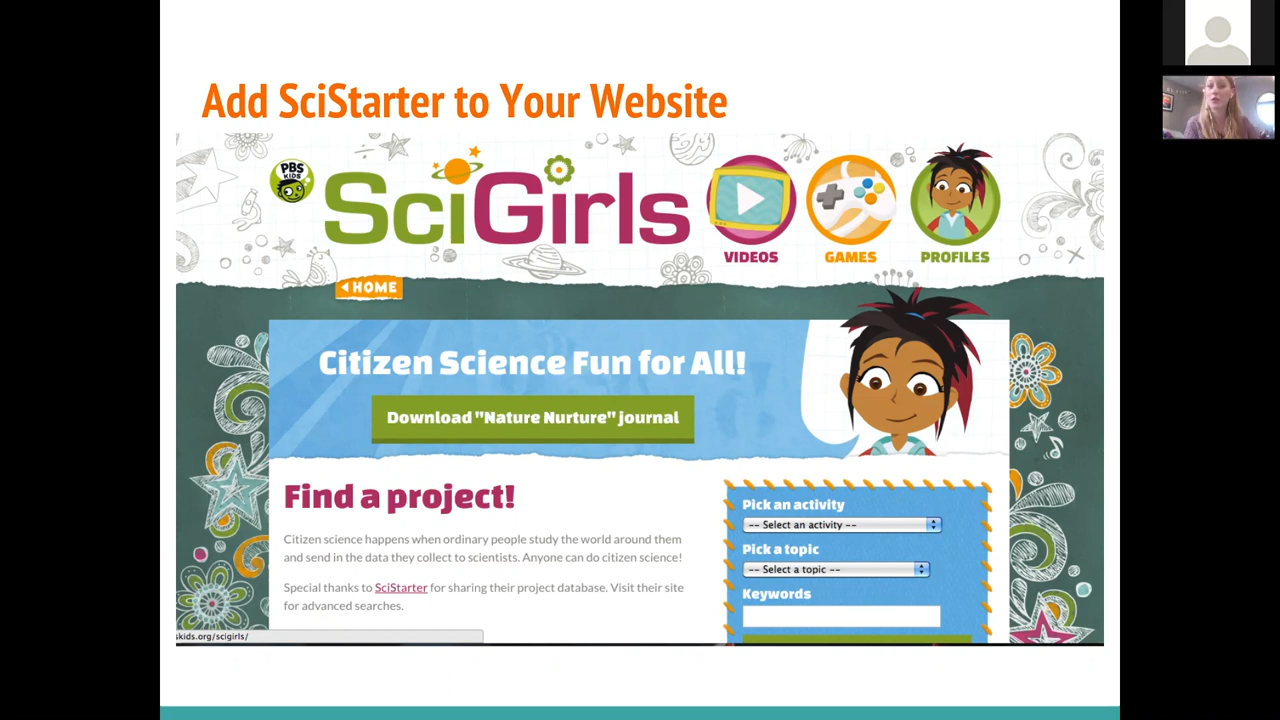 Add SciStarter to Your Website
PBS KIDS
SciGirls
VIDEOS
GAMES
PROFILES
HOME
Citizen Science Fun for All!
Download "Nature Nurture" journal
Find a project!
Citizen science happens when ordinary people study the world around them
and send in the data they collect to scientists. Anyone can do citizen science!
Special thanks to SciStarter for sharing their project database. Visit their site
for advanced searches.
Pick an activity
-- Select an activity --
Pick a topic
-- Select a topic --
Keywords
skids.org/scigirls/